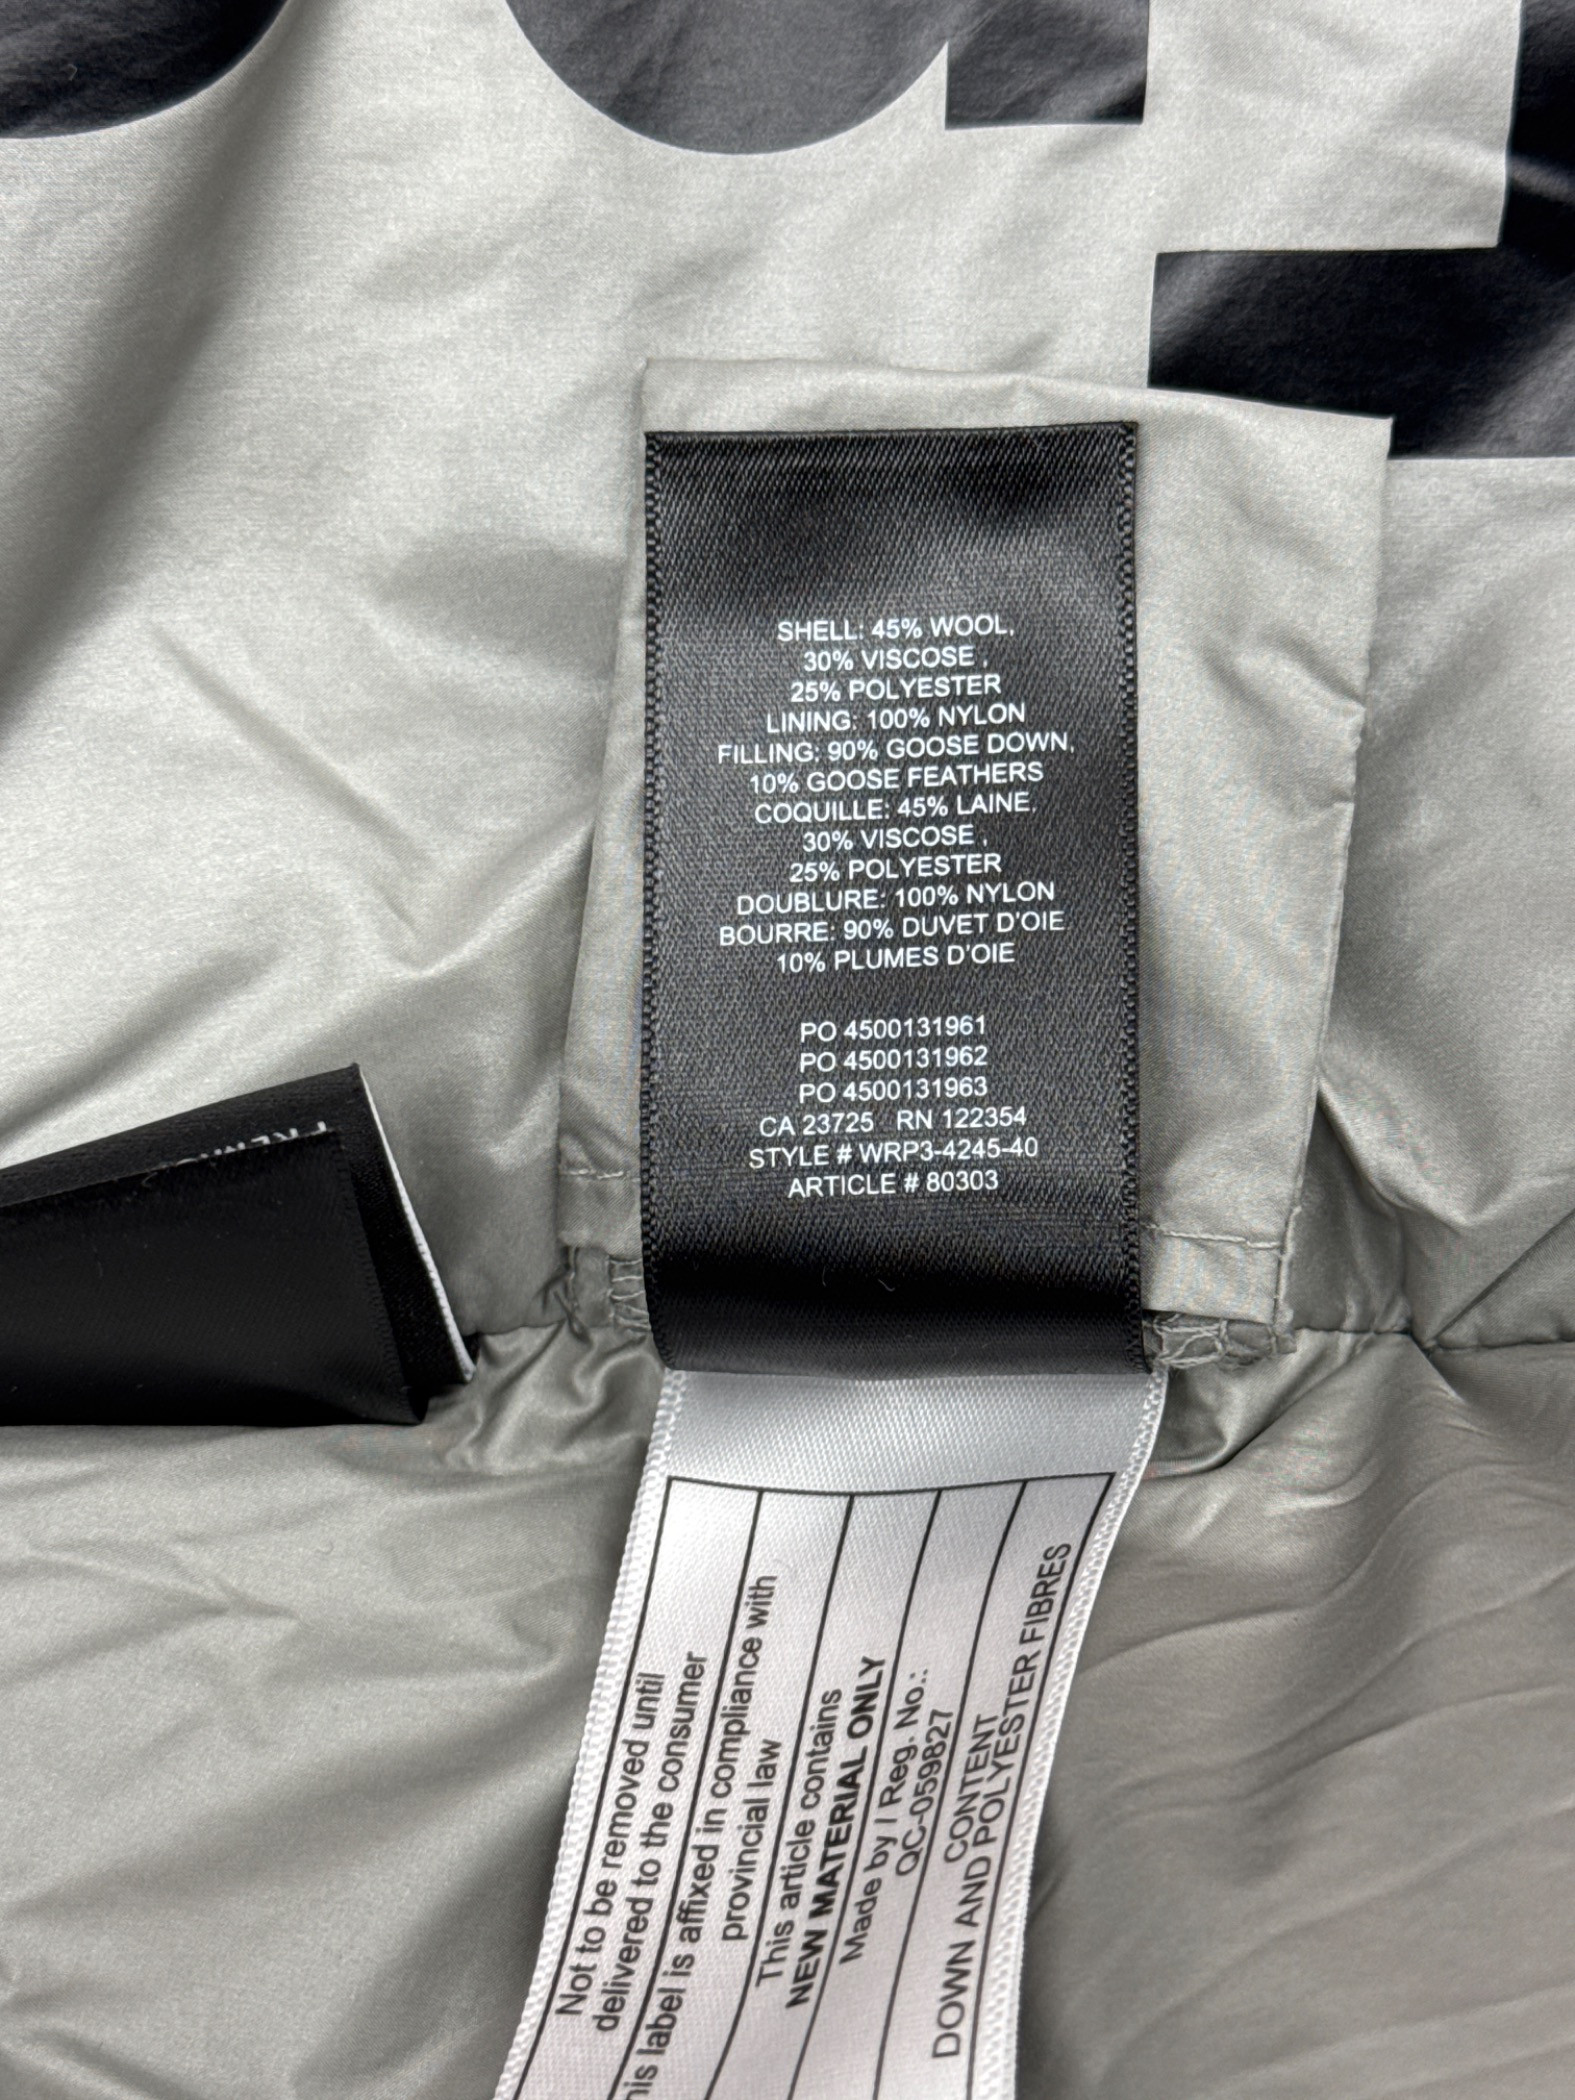 SHELL: 45% WOOL,
30% VISCOSE ,
25% POLYESTER
LINING: 100% NYLON
FILLING: 90% GOOSE DOWN,
10% GOOSE FEATHERS
COQUILLE: 45% LAINE,
30% VISCOSE ,
25% POLYESTER
DOUBLURE: 100% NYLON
BOURRE: 90% DUVET D'OIE
10% PLUMES D'OIE
PO 4500131961
PO 4500131962
PO 4500131963
CA 23725 RN 122354
STYLE # WRP3-4245-40
ARTICLE # 80303
Not to be removed until
delivered to the consumer
label is affixed in compliance with
provincial law
This article contains
NEW MATERIAL ONLY
Made by / Reg. No.:
QC-059827
CONTENT
DOWN AND POLYESTER FIBRES